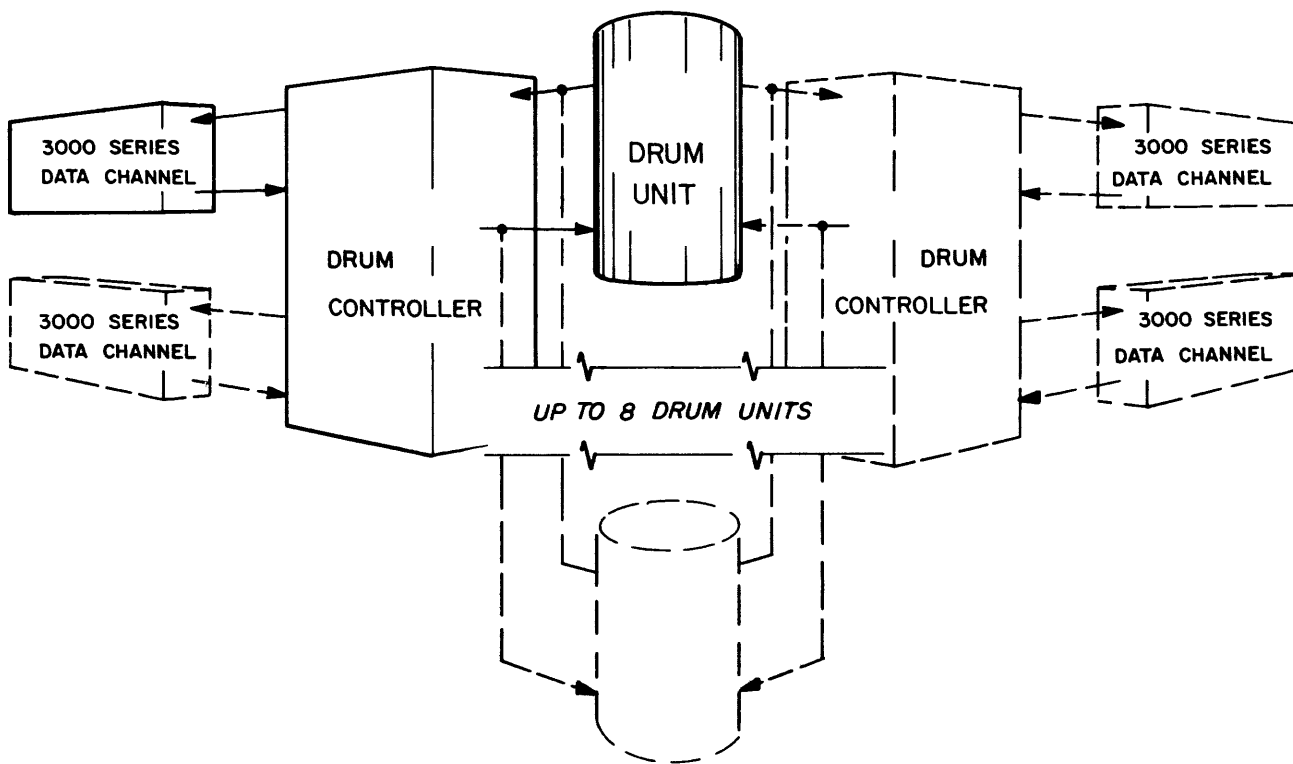 3000 SERIES
DATA CHANNEL
DRUM
UNIT
3000 SERIES
DATA CHANNEL
DRUM
CONTROLLER
DRUM
CONTROLLER
3000 SERIES
DATA CHANNEL
3000 SERIES
DATA CHANNEL
UP TO 8 DRUM UNITS